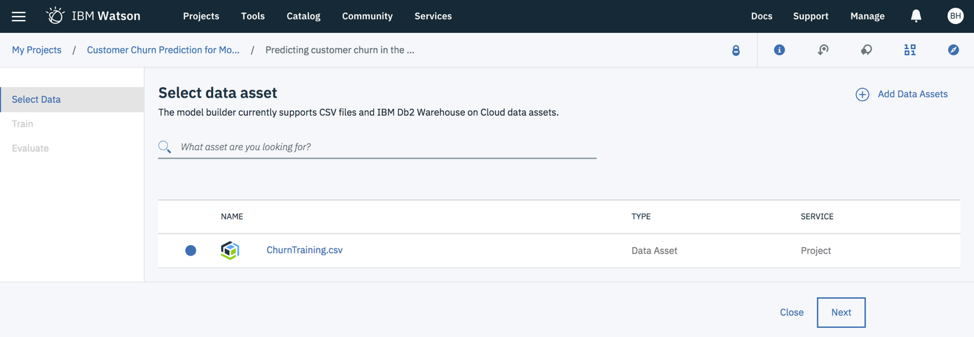 IBM Watson Projects Tools Catalog Community Services Docs Support Manage BH
My Projects / Customer Churn Prediction for Mo... / Predicting customer churn in the ...
Select Data
Train
Evaluate
Select data asset
Add Data Assets
The model builder currently supports CSV files and IBM Db2 Warehouse on Cloud data assets.
What asset are you looking for?
NAME TYPE SERVICE
ChurnTraining.csv Data Asset Project
Close Next